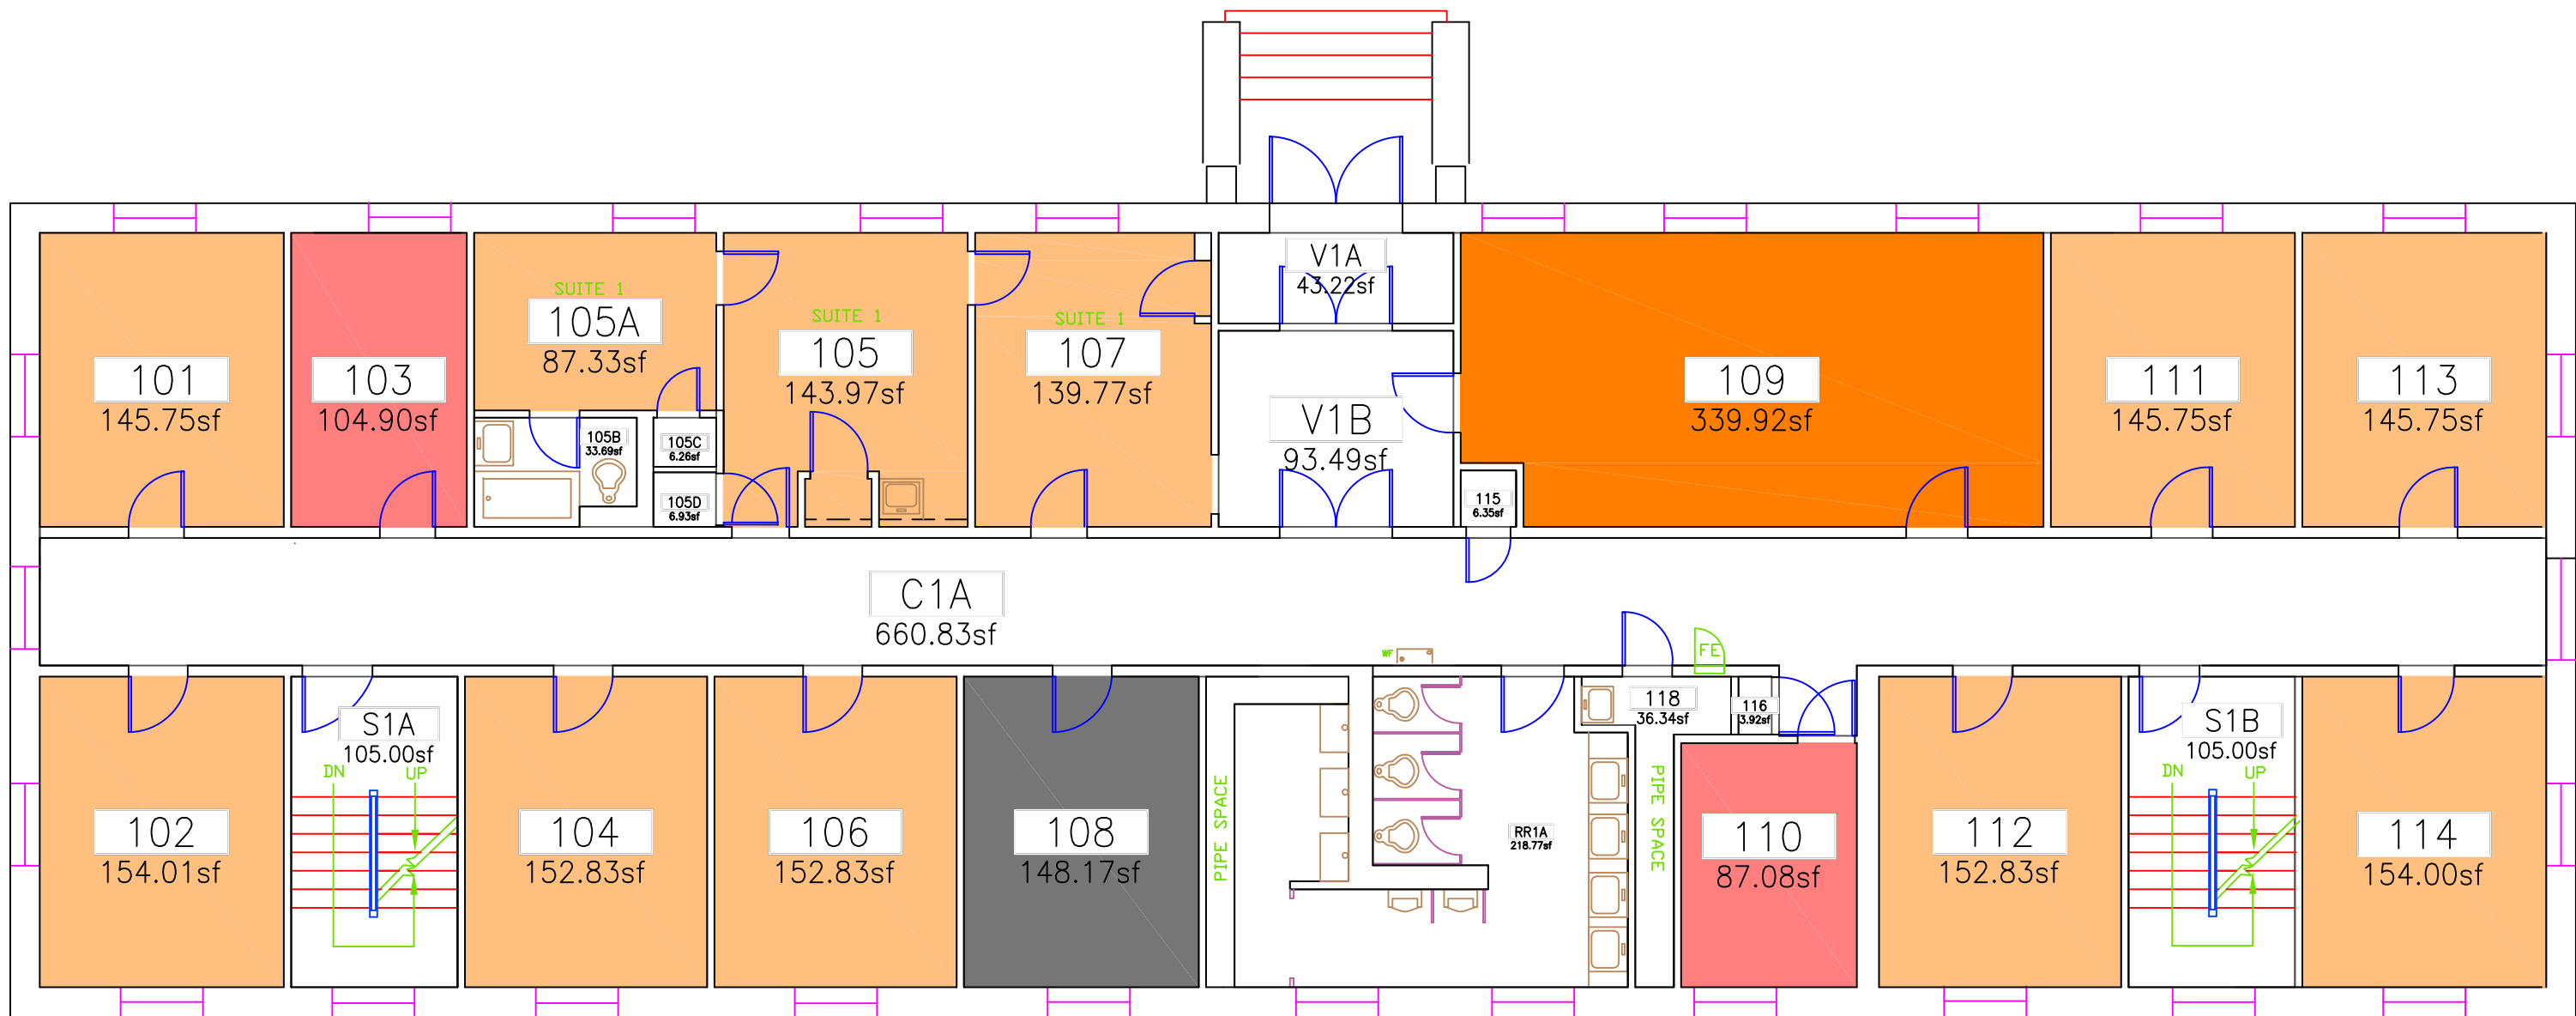 V1A
43.22sf
SUITE 1
105A
87.33sf
SUITE 1
105
143.97sf
SUITE 1
107
139.77sf
101
145.75sf
103
104.90sf
109
339.92sf
111
145.75sf
113
145.75sf
V1B
93.49sf
105B
33.69sf
105C
6.26sf
105D
6.93sf
115
6.35sf
C1A
660.83sf
WF
FE
118
36.34sf
116
3.92sf
S1A
105.00sf
DN
UP
S1B
105.00sf
DN
UP
102
154.01sf
104
152.83sf
106
152.83sf
108
148.17sf
PIPE SPACE
RR1A
218.77sf
PIPE SPACE
110
87.08sf
112
152.83sf
114
154.00sf